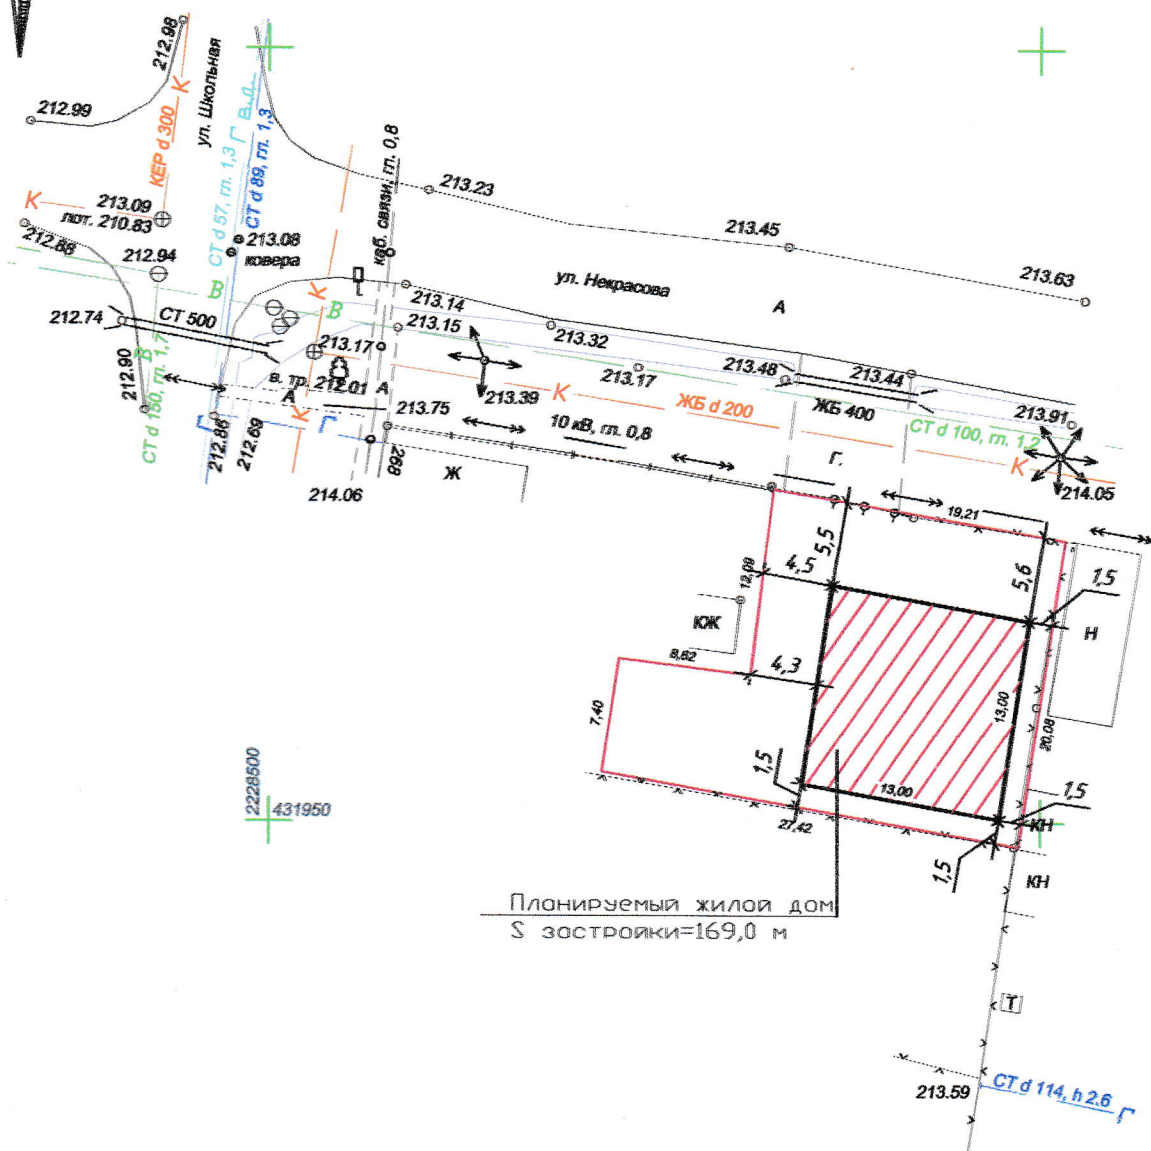 212.98
ул. Школьная
212.99
КЕР d 300
К
Г в.д.
СТ d 57, гл. 1,3
СТ d 89, гл. 1,3
каб. связи, гл. 0,8
213.23
К
213.09
лот. 210.83
213.45
212.88
212.94
213.08
ковера
213.63
ул. Некрасова
А
В
К
В
213.14
212.74
СТ 500
213.15
213.32
213.17
213.48
213.17
213.44
212.90
В
СТ d 150, гл. 1,7
в. тр.
212.01
А
А
213.39
К
ЖБ d 200
ЖБ 400
213.91
213.75
К
Г
Г
10 кВ, гл. 0,8
СТ d 100, гл. 1,2
212.86
212.69
268
Ж
Г.
К
214.06
214.05
19,21
5,5
5,6
4,5
12,09
1,5
КЖ
Н
8,62
4,3
7,40
13,00
20,08
1,5
13,00
1,5
2228500
431950
27,42
КН
1,5
КН
Планируемый жилой дом
S застройки=169,0 м
Т
213.59
СТ d 114, h 2.6
Г